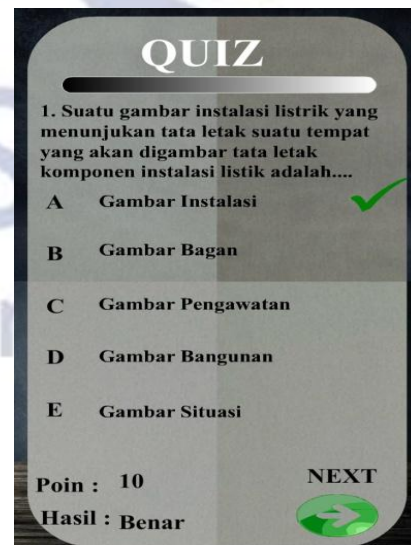 QUIZ
1. Suatu gambar instalasi listrik yang
menunjukan tata letak suatu tempat
yang akan digambar tata letak
komponen instalasi listik adalah....
A Gambar Instalasi
B Gambar Bagan
C Gambar Pengawatan
D Gambar Bangunan
E Gambar Situasi
NEXT
Poin : 10
Hasil : Benar